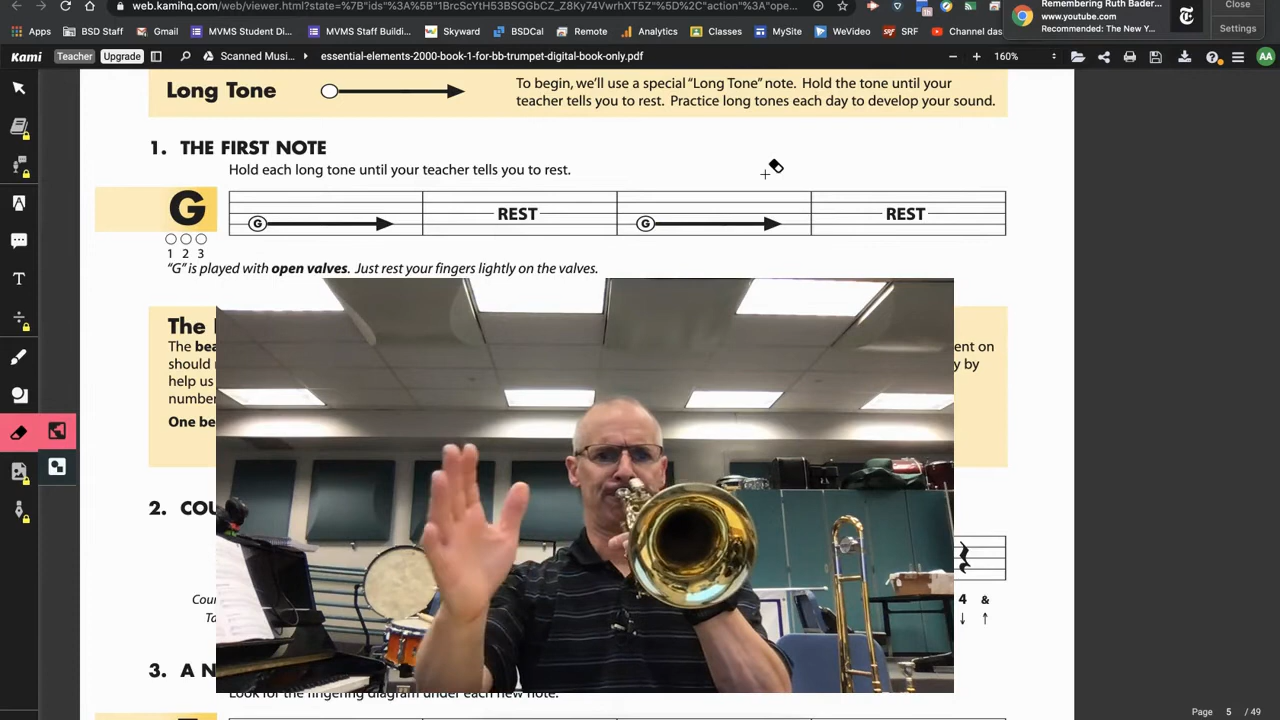 web.kamihq.com/web/viewer.html?state=%7B"ids"%3A%5B"1BrcScYtH53BSGGbCZ_Z8Ky74VwrhXT5Z"%5D%2C"action"%3A"ope...
Remembering Ruth Bader...
www.youtube.com
Recommended: The New Y...
Close
Settings
Apps
BSD Staff
Gmail
MVMS Student Di...
MVMS Staff Buildin...
Skyward
BSDCal
Remote
Analytics
Classes
MySite
WeVideo
SRF
Channel das
Kami
Teacher
Upgrade
Scanned Musi...
essential-elements-2000-book-1-for-bb-trumpet-digital-book-only.pdf
160%
AA
Long Tone
To begin, we'll use a special "Long Tone" note. Hold the tone until your
teacher tells you to rest. Practice long tones each day to develop your sound.
1. THE FIRST NOTE
Hold each long tone until your teacher tells you to rest.
G
G
REST
G
REST
1 2 3
"G" is played with open valves. Just rest your fingers lightly on the valves.
The
The bea
ent on
should
y by
help us
number
One be
2. COU
Cour
4 &
Ta
3. A N
Look for the fingering diagram under each new note.
Page 5 / 49